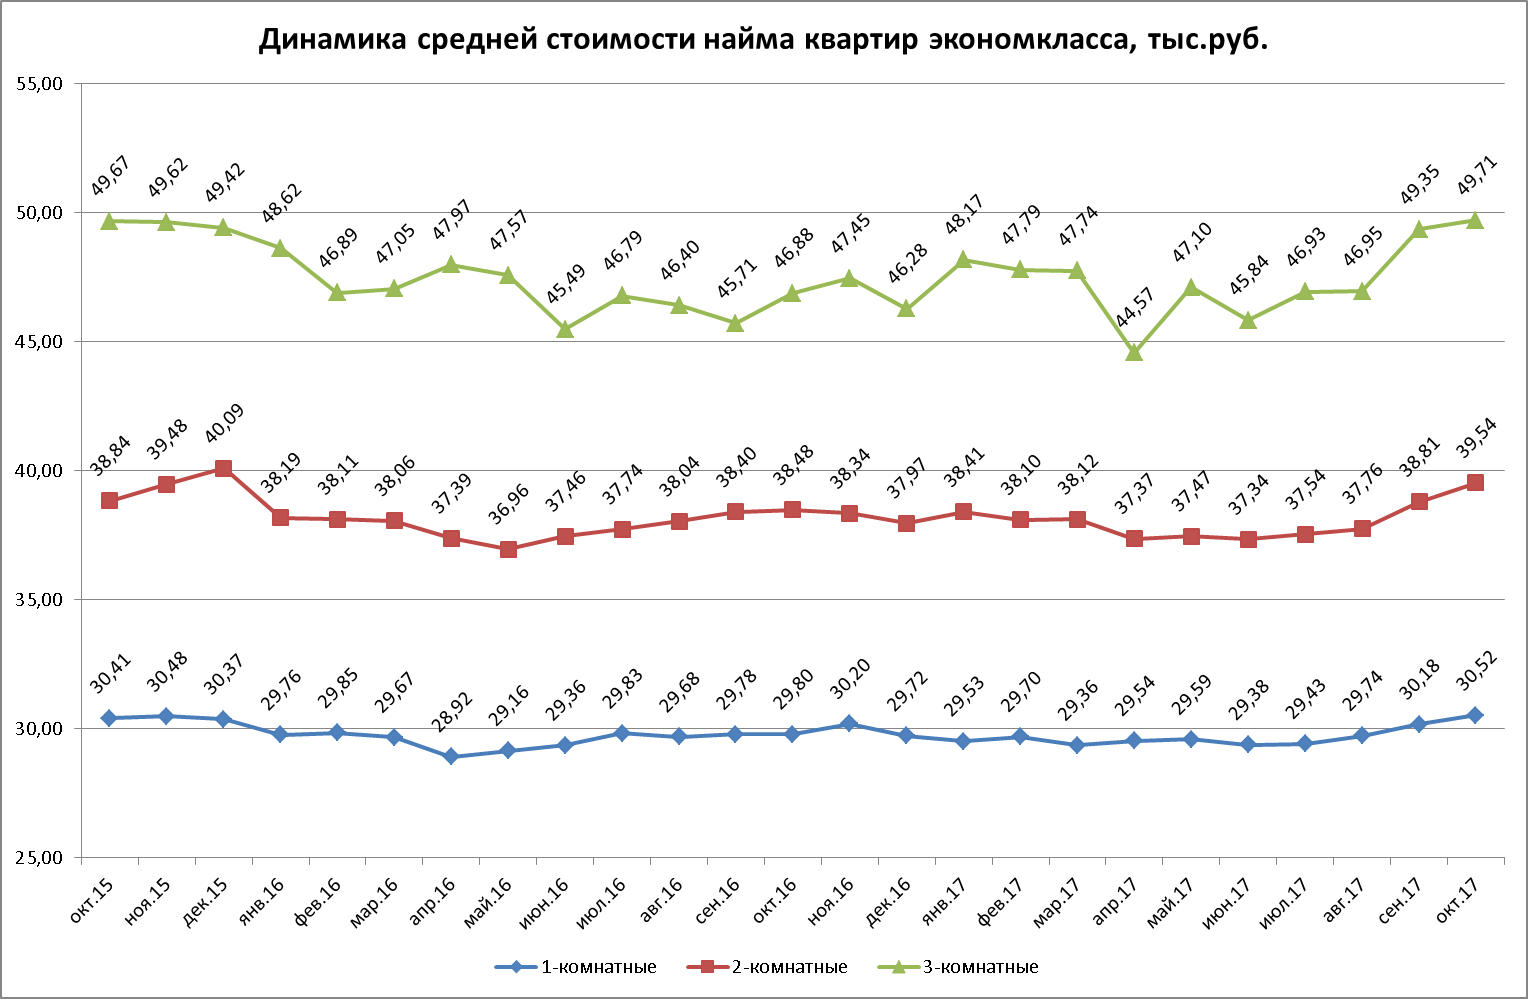 Динамика средней стоимости найма квартир экономкласса, тыс.руб.
55,00
50,00
45,00
40,00
35,00
30,00
25,00
49,67 49,62 49,42 48,62 46,89 47,05 47,97 47,57 45,49 46,79 46,40 45,71 46,88 47,45 46,28 48,17 47,79 47,74 44,57 47,10 45,84 46,93 46,95 49,35 49,71
38,84 39,48 40,09 38,19 38,11 38,06 37,39 36,96 37,46 37,74 38,04 38,40 38,48 38,34 37,97 38,41 38,10 38,12 37,37 37,47 37,34 37,54 37,76 38,81 39,54
30,41 30,48 30,37 29,76 29,85 29,67 28,92 29,16 29,36 29,83 29,68 29,78 29,80 30,20 29,72 29,53 29,70 29,36 29,54 29,59 29,38 29,43 29,74 30,18 30,52
окт.15 ноя.15 дек.15 янв.16 фев.16 мар.16 апр.16 май.16 июн.16 июл.16 авг.16 сен.16 окт.16 ноя.16 дек.16 янв.17 фев.17 мар.17 апр.17 май.17 июн.17 июл.17 авг.17 сен.17 окт.17
1-комнатные 2-комнатные 3-комнатные